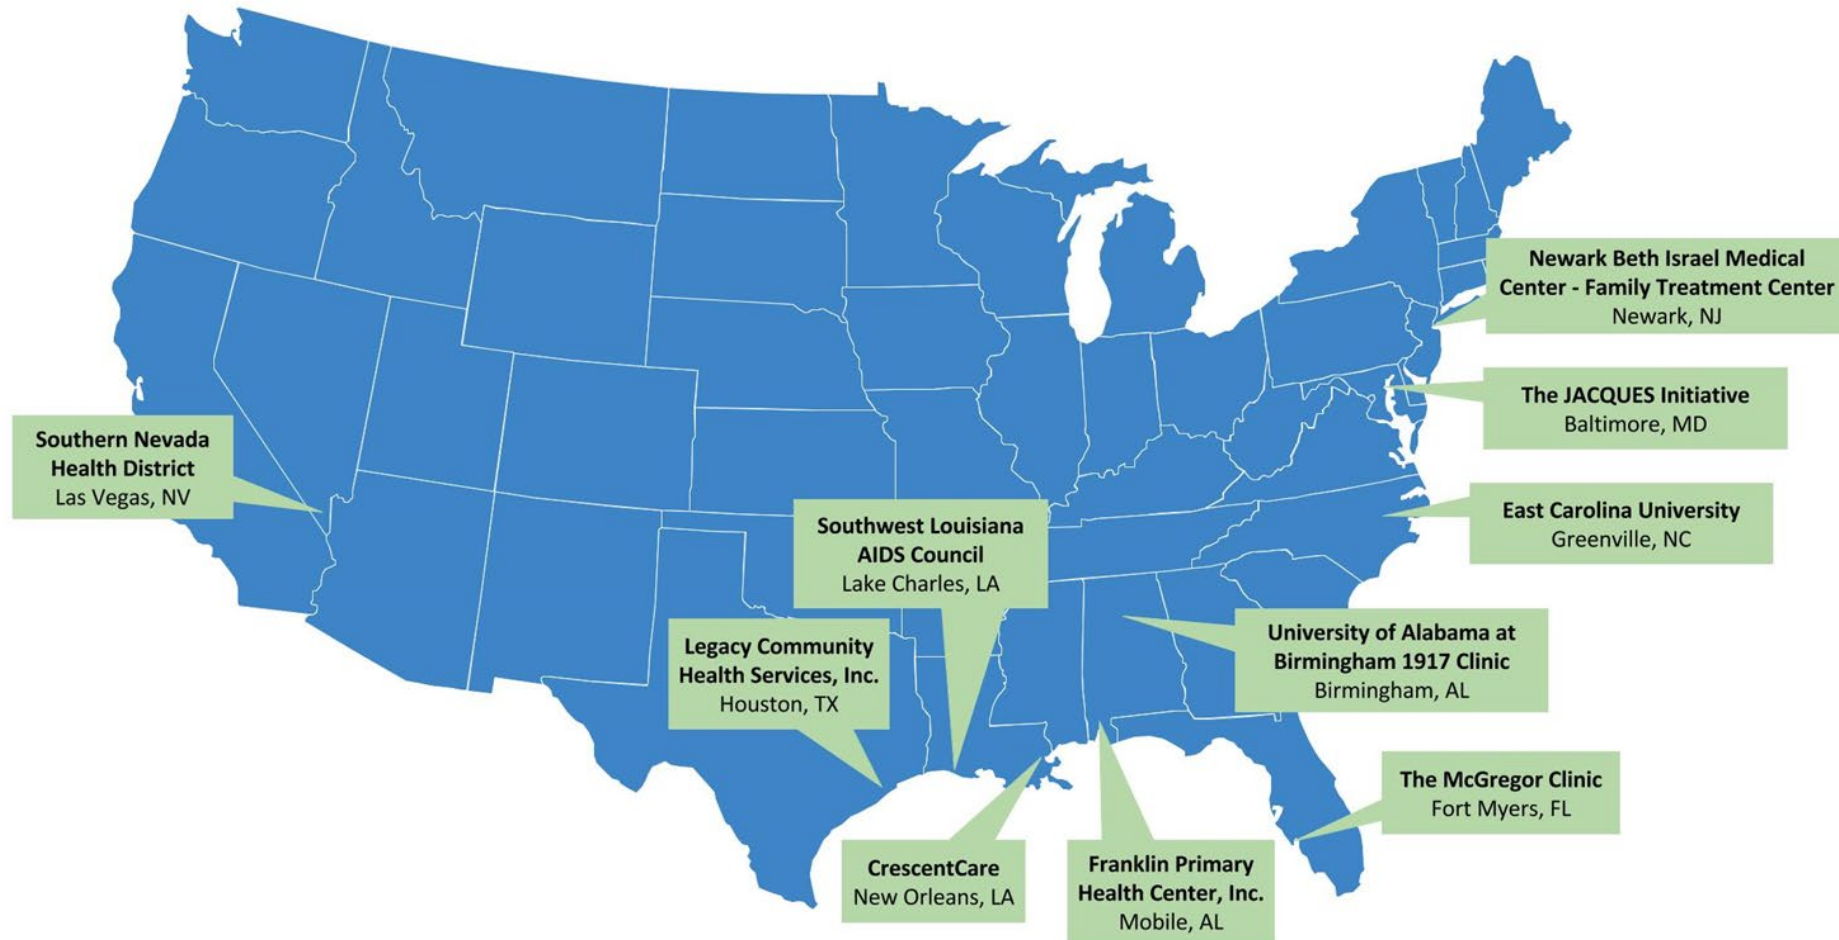 Newark Beth Israel Medical
Center - Family Treatment Center
Newark, NJ
The JACQUES Initiative
Baltimore, MD
Southern Nevada
Health District
Las Vegas, NV
East Carolina University
Greenville, NC
Southwest Louisiana
AIDS Council
Lake Charles, LA
Legacy Community
Health Services, Inc.
Houston, TX
University of Alabama at
Birmingham 1917 Clinic
Birmingham, AL
The McGregor Clinic
Fort Myers, FL
CrescentCare
New Orleans, LA
Franklin Primary
Health Center, Inc.
Mobile, AL